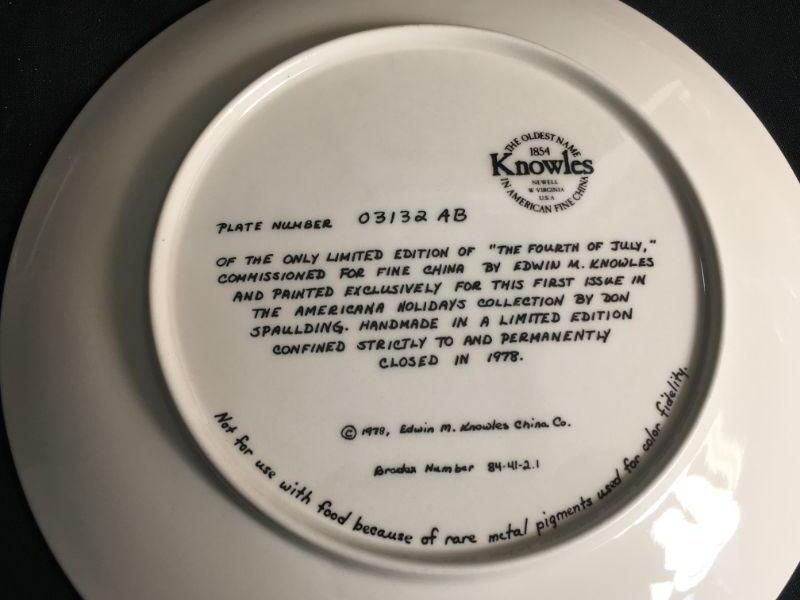 THE OLDEST NAME
1854
Knowles
NEWELL
W VIRGINIA
USA
IN AMERICAN FINE CHINA
PLATE NUMBER 03132 AB
OF THE ONLY LIMITED EDITION OF "THE FOURTH OF JULY,"
COMMISSIONED FOR FINE CHINA BY EDWIN M. KNOWLES
AND PAINTED EXCLUSIVELY FOR THIS FIRST ISSUE IN
THE AMERICANA HOLIDAYS COLLECTION BY DON
SPAULDING. HANDMADE IN A LIMITED EDITION
CONFINED STRICTLY TO AND PERMANENTLY
CLOSED IN 1978.
© 1978, Edwin M. Knowles China Co.
Bradex Number 84-41-2.1
Not for use with food because of rare metal pigments used for color fidelity.